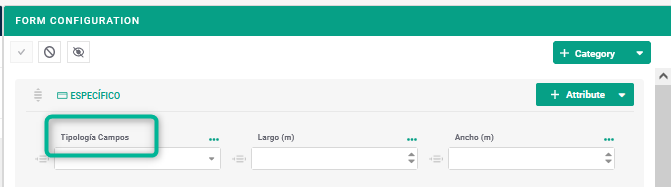 FORM CONFIGURATION
Category
ESPECÍFICO
Attribute
Tipología Campos
Largo (m)
Ancho (m)